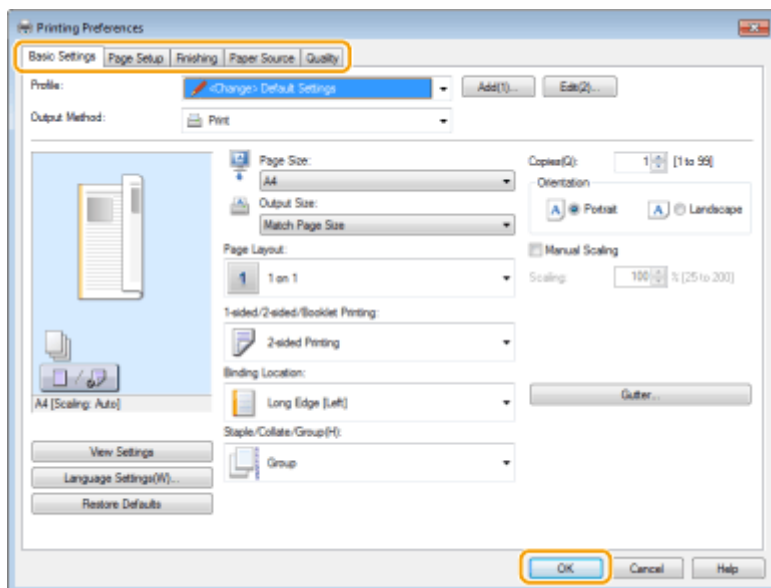 Printing Preferences
Basic Settings Page Setup Finishing Paper Source Quality
Profile: <Change> Default Settings Add(1)... Edit(2)...
Output Method: Print
Page Size: Copies(Q): 1 [1 to 99]
A4 Orientation
Output Size: A Portrait A Landscape
Match Page Size
Page Layout: Manual Scaling
1 1 on 1 Scaling: 100 % [25 to 200]
1-sided/2-sided/Booklet Printing:
2-sided Printing
Binding Location:
Long Edge [Left] Gutter...
A4 [Scaling: Auto]
Staple/Collate/Group(H):
View Settings
Group
Language Settings(W)...
Restore Defaults
OK Cancel Help